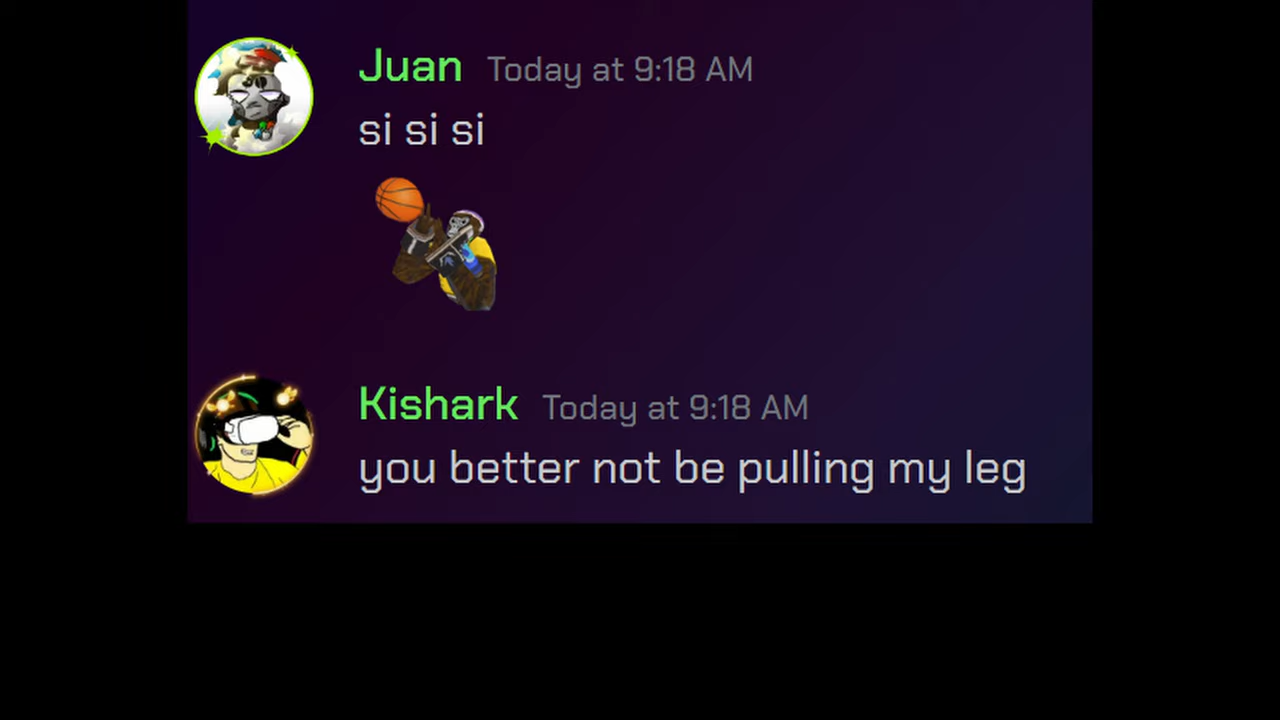 Juan Today at 9:18 AM
si si si
Kishark Today at 9:18 AM
you better not be pulling my leg